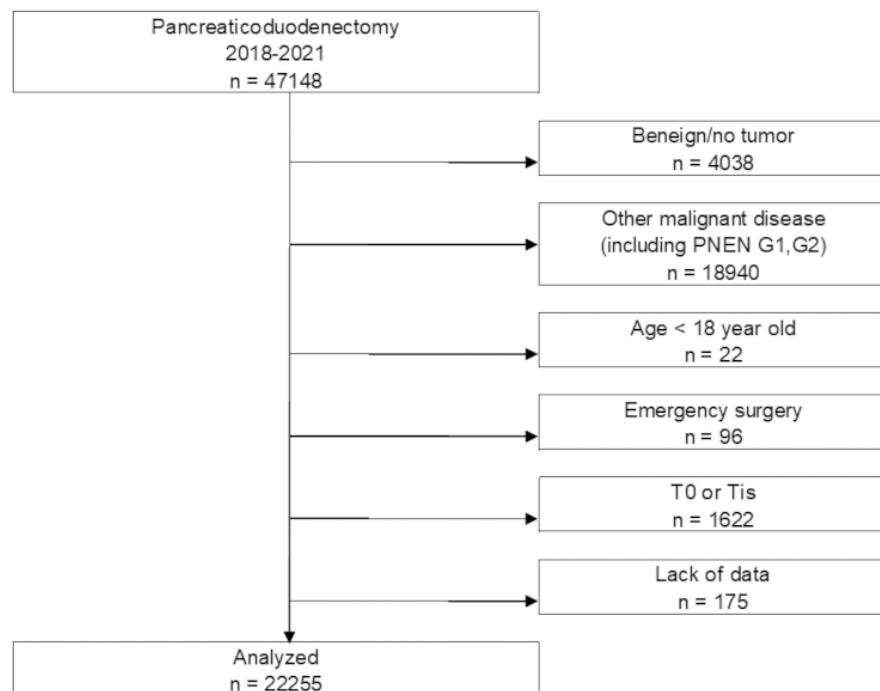 Pancreaticoduodenectomy
2018-2021
n = 47148
Beneign/no tumor
n = 4038
Other malignant disease
(including PNEN G1,G2)
n = 18940
Age < 18 year old
n = 22
Emergency surgery
n = 96
T0 or Tis
n = 1622
Lack of data
n = 175
Analyzed
n = 22255